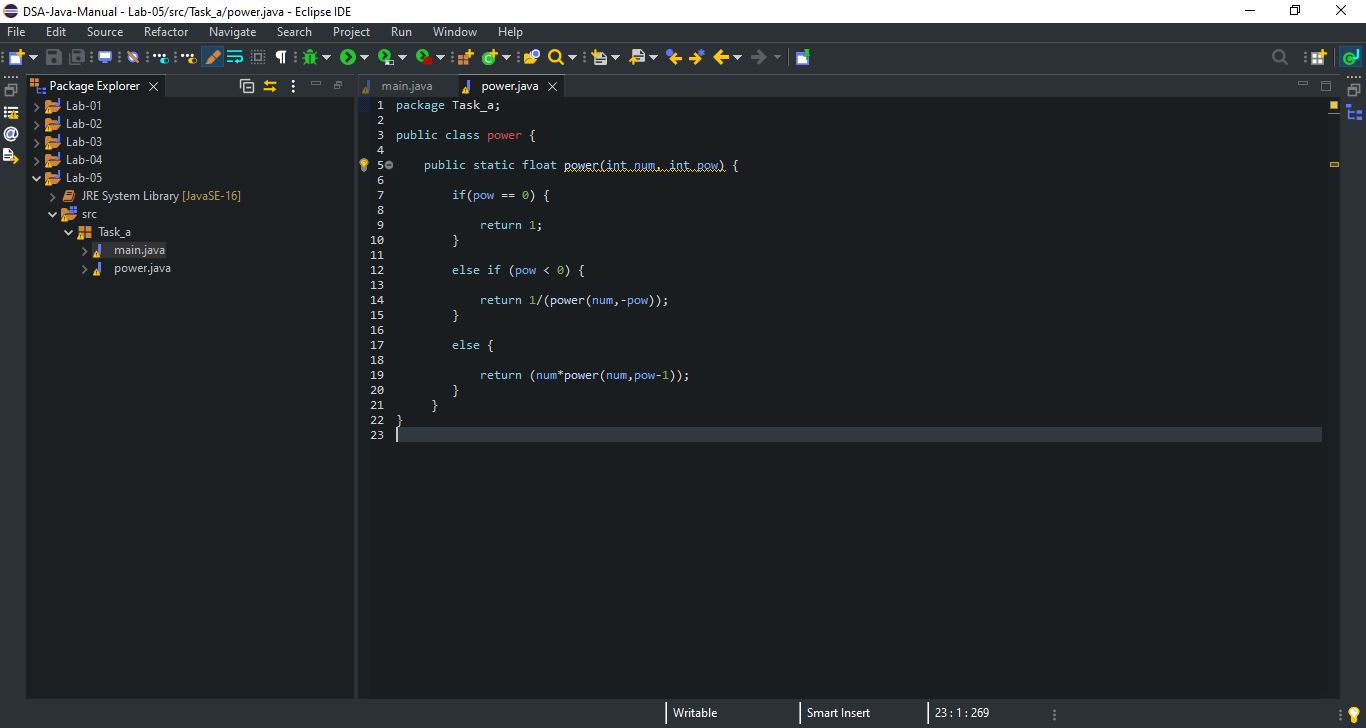 DSA-Java-Manual - Lab-05/src/Task_a/power.java - Eclipse IDE
File Edit Source Refactor Navigate Search Project Run Window Help
Package Explorer
Lab-01
Lab-02
Lab-03
Lab-04
Lab-05
JRE System Library [JavaSE-16]
src
Task_a
main.java
power.java
main.java power.java
1 package Task_a;
2
3 public class power {
4
5 public static float power(int num, int pow) {
6
7 if(pow == 0) {
8
9 return 1;
10 }
11
12 else if (pow < 0) {
13
14 return 1/(power(num,-pow));
15 }
16
17 else {
18
19 return (num*power(num,pow-1));
20 }
21 }
22 }
23
Writable Smart Insert 23 : 1 : 269